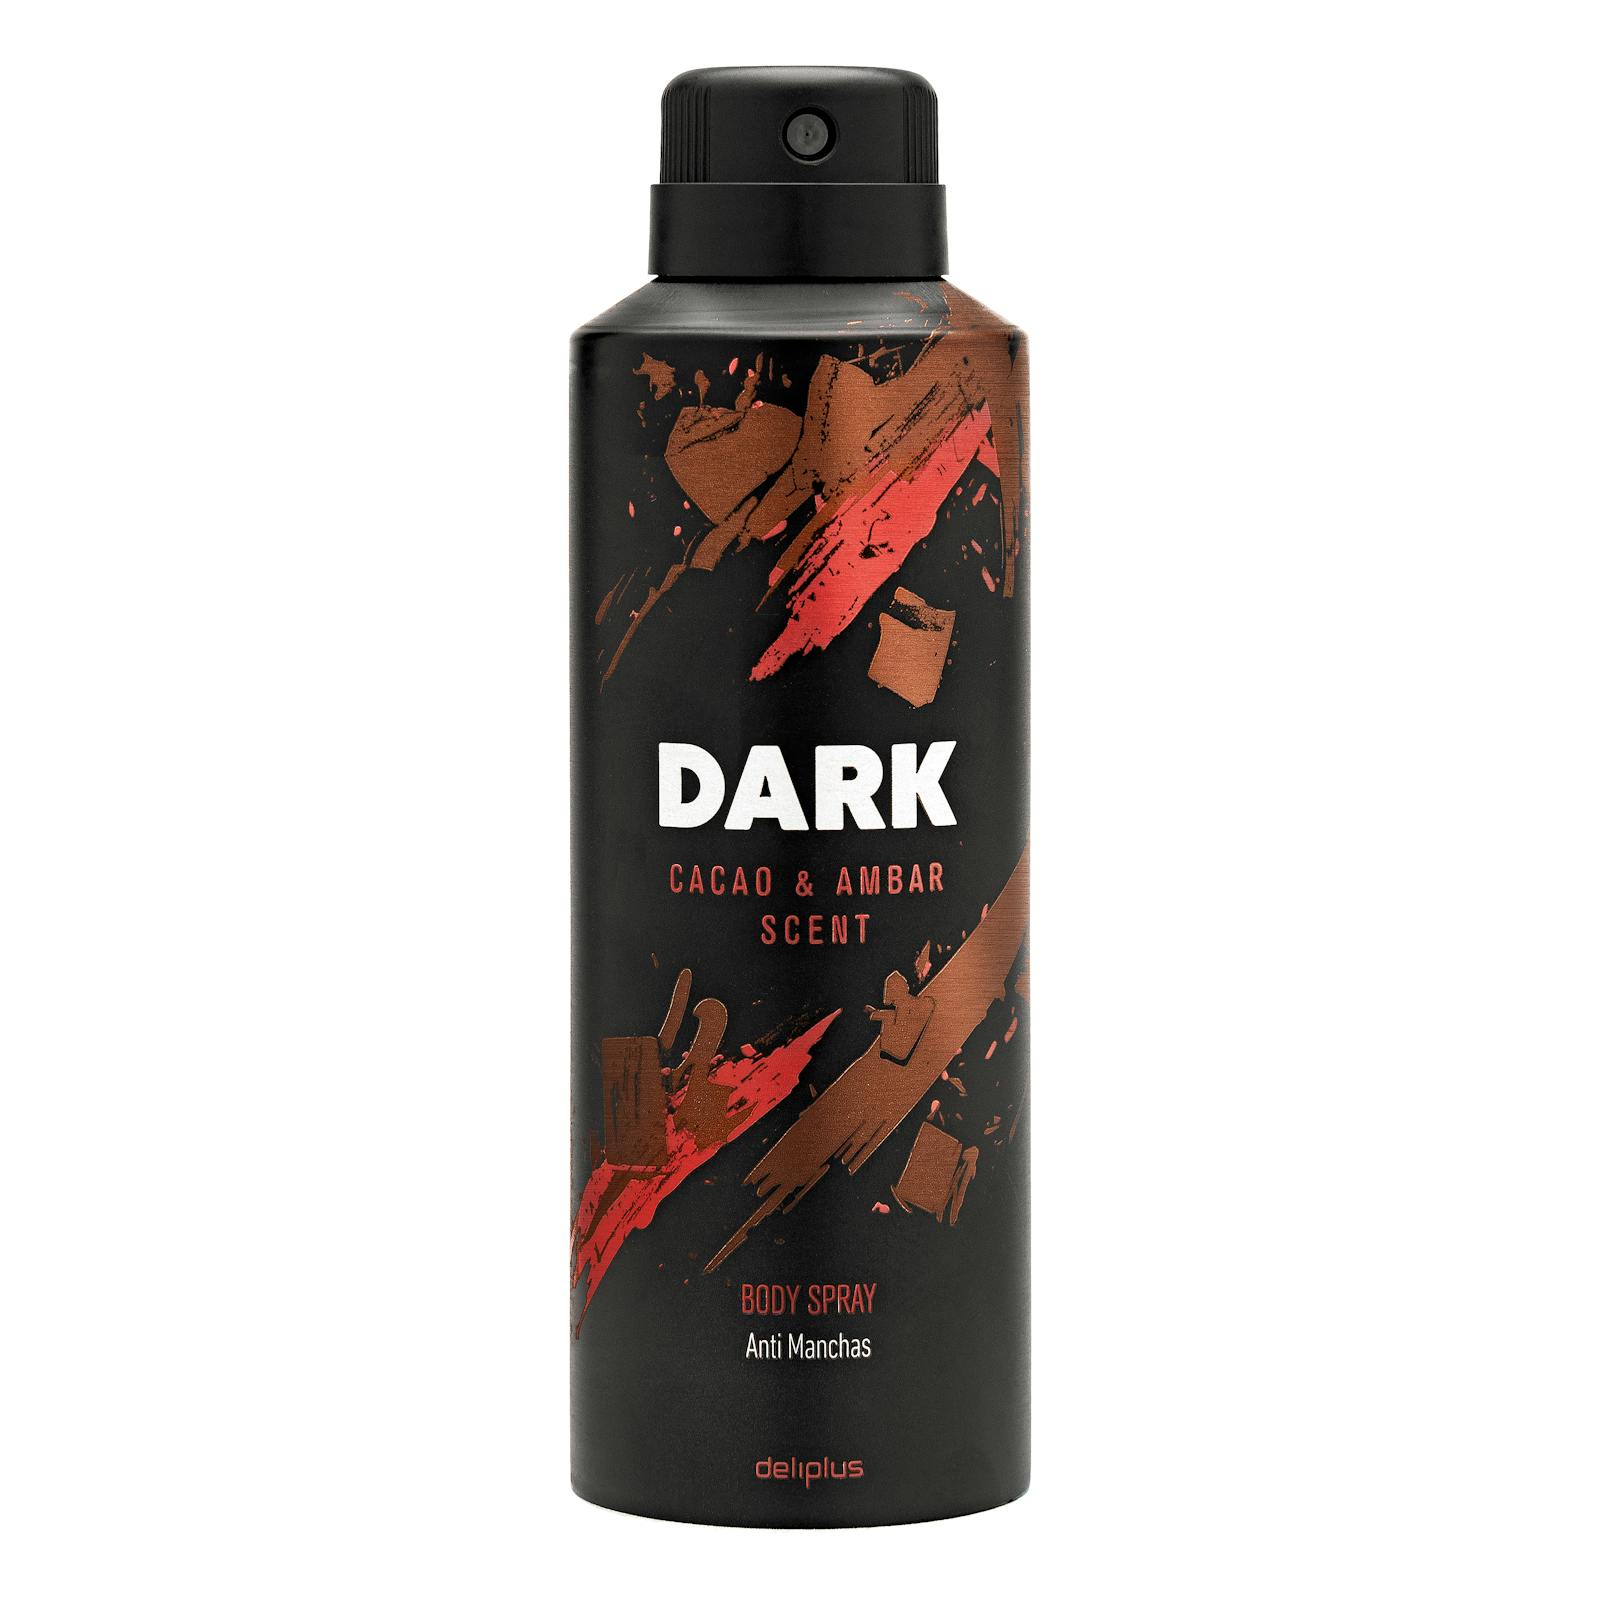 DARK
CACAO & AMBAR
SCENT
BODY SPRAY
Anti Manchas
deliplus